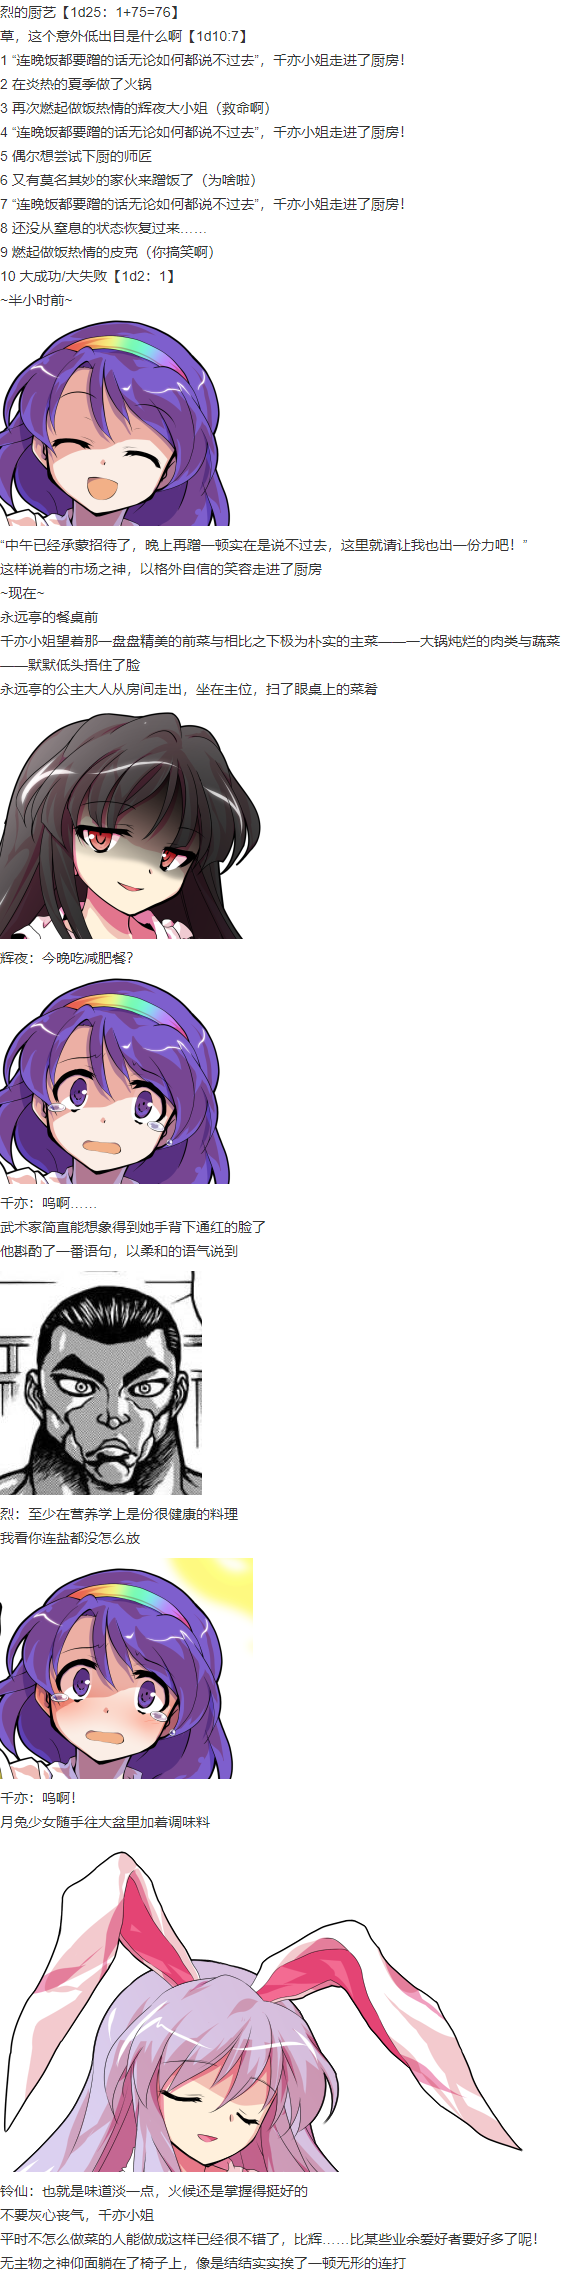 烈的厨艺【1d25：1+75=76】
草，这个意外低出目是什么啊【1d10:7】
1 “连晚饭都要蹭的话无论如何都说不过去”，千亦小姐走进了厨房！
2 在炎热的夏季做了火锅
3 再次燃起做饭热情的辉夜大小姐（救命啊）
4 “连晚饭都要蹭的话无论如何都说不过去”，千亦小姐走进了厨房！
5 偶尔想尝试下厨的师匠
6 又有莫名其妙的家伙来蹭饭了（为啥啦）
7 “连晚饭都要蹭的话无论如何都说不过去”，千亦小姐走进了厨房！
8 还没从窒息的状态恢复过来……
9 燃起做饭热情的皮克（你搞笑啊）
10 大成功/大失败【1d2：1】
~半小时前~
“中午已经承蒙招待了，晚上再蹭一顿实在是说不过去，这里就请让我也出一份力吧！”
这样说着的市场之神，以格外自信的笑容走进了厨房
~现在~
永远亭的餐桌前
千亦小姐望着那一盘盘精美的前菜与相比之下极为朴实的主菜——一大锅炖烂的肉类与蔬菜
——默默低头捂住了脸
永远亭的公主大人从房间走出，坐在主位，扫了眼桌上的菜肴
辉夜：今晚吃减肥餐？
千亦：呜啊……
武术家简直能想象得到她手背下通红的脸了
他斟酌了一番语句，以柔和的语气说到
烈：至少在营养学上是份很健康的料理
我看你连盐都没怎么放
千亦：呜啊！
月兔少女随手往大盆里加着调味料
铃仙：也就是味道淡一点，火候还是掌握得挺好的
不要灰心丧气，千亦小姐
平时不怎么做菜的人能做成这样已经很不错了，比辉……比某些业余爱好者要好多了呢！
无主物之神仰面躺在了椅子上，像是结结实实挨了一顿无形的连打